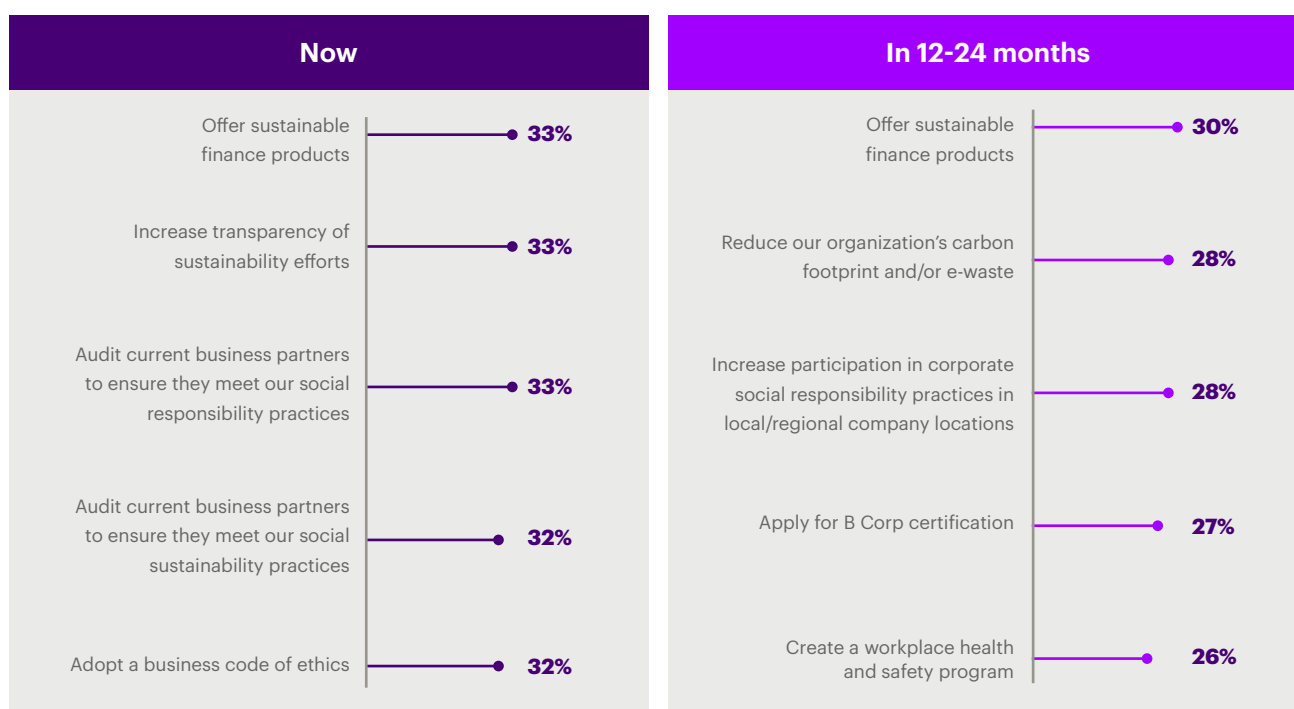 Now
Offer sustainable
finance products
33%
Increase transparency of
sustainability efforts
33%
Audit current business partners
to ensure they meet our social
responsibility practices
33%
Audit current business partners
to ensure they meet our social
sustainability practices
32%
Adopt a business code of ethics
32%
In 12-24 months
Offer sustainable
finance products
30%
Reduce our organization’s carbon
footprint and/or e-waste
28%
Increase participation in corporate
social responsibility practices in
local/regional company locations
28%
Apply for B Corp certification
27%
Create a workplace health
and safety program
26%